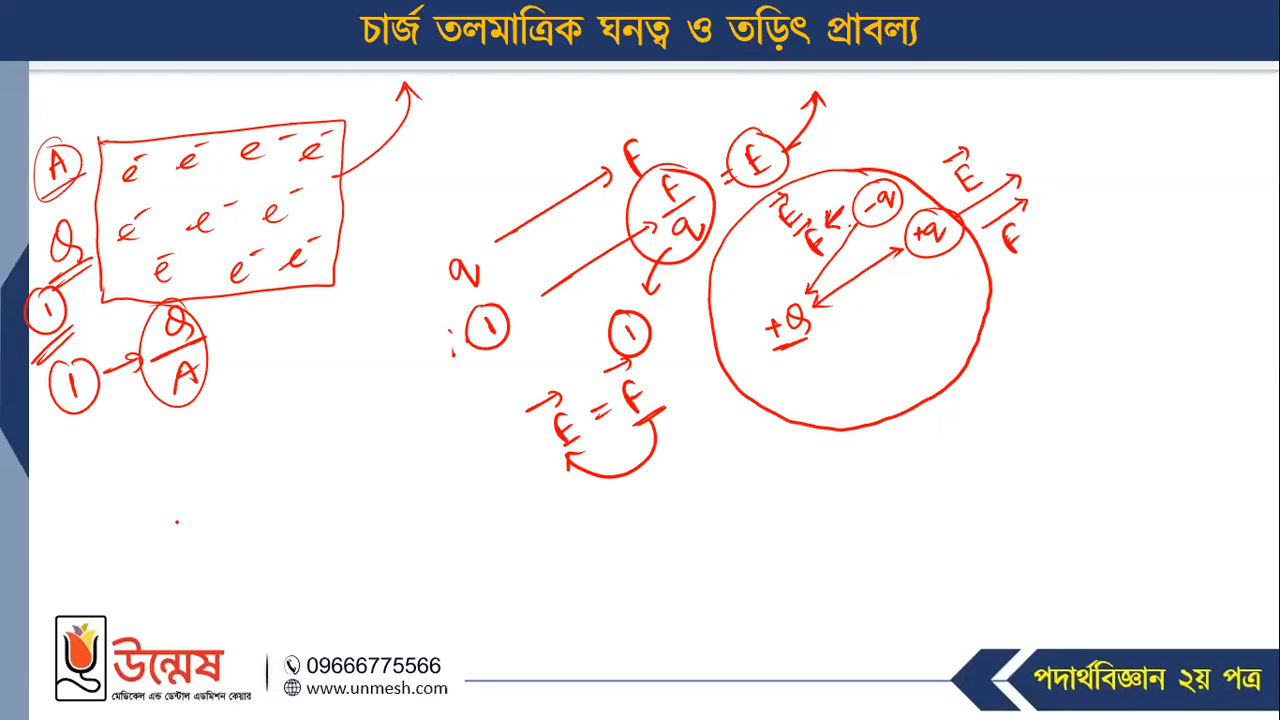 চার্জ তলমাত্রিক ঘনত্ব ও তড়িৎ প্রাবল্য
A
e⁻ e⁻ e⁻ e⁻
e⁻ e⁻ e⁻
e⁻ e⁻ e⁻
Q
1
1 → Q/A
q → F
1 → F/q = E
1
E⃗ = F⃗
-q
+q
+Q
E⃗
F
E⃗
F
উন্মেষ
মেডিকেল এন্ড ডেন্টাল এডমিশন কেয়ার
09666775566
www.unmesh.com
পদার্থবিজ্ঞান ২য় পত্র